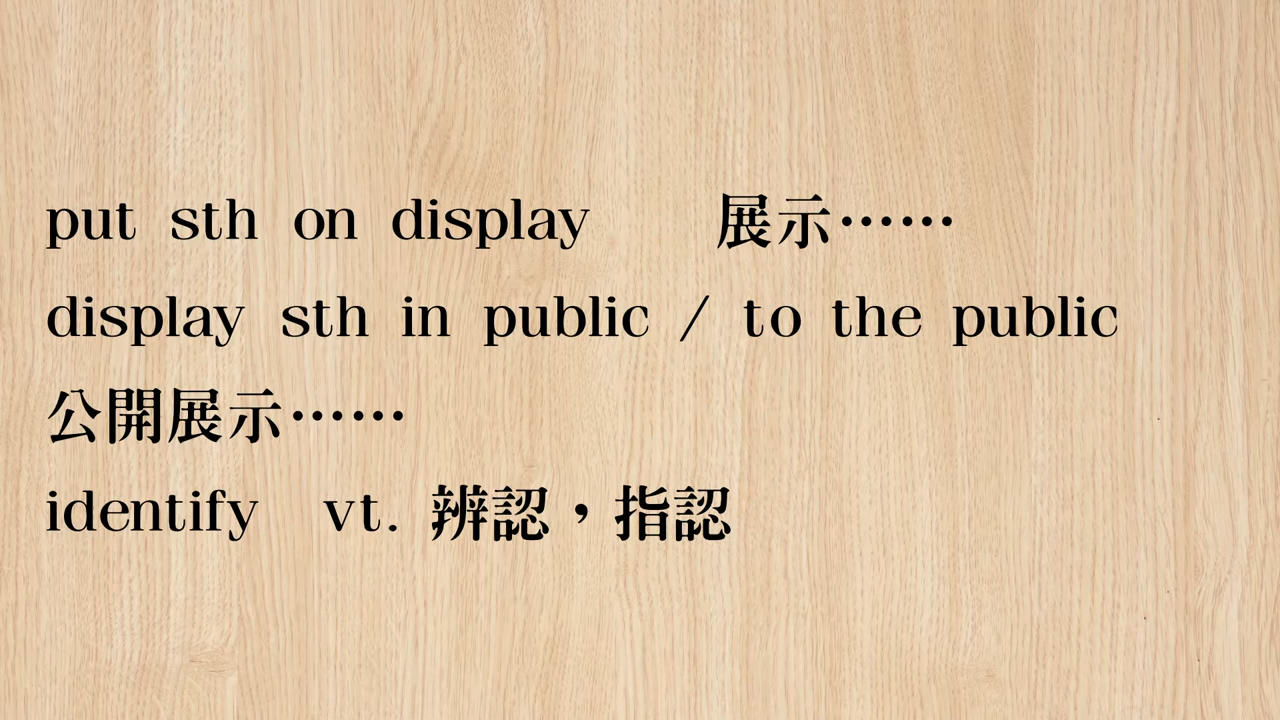 put sth on display 展示……
display sth in public / to the public
公開展示……
identify vt. 辨認，指認